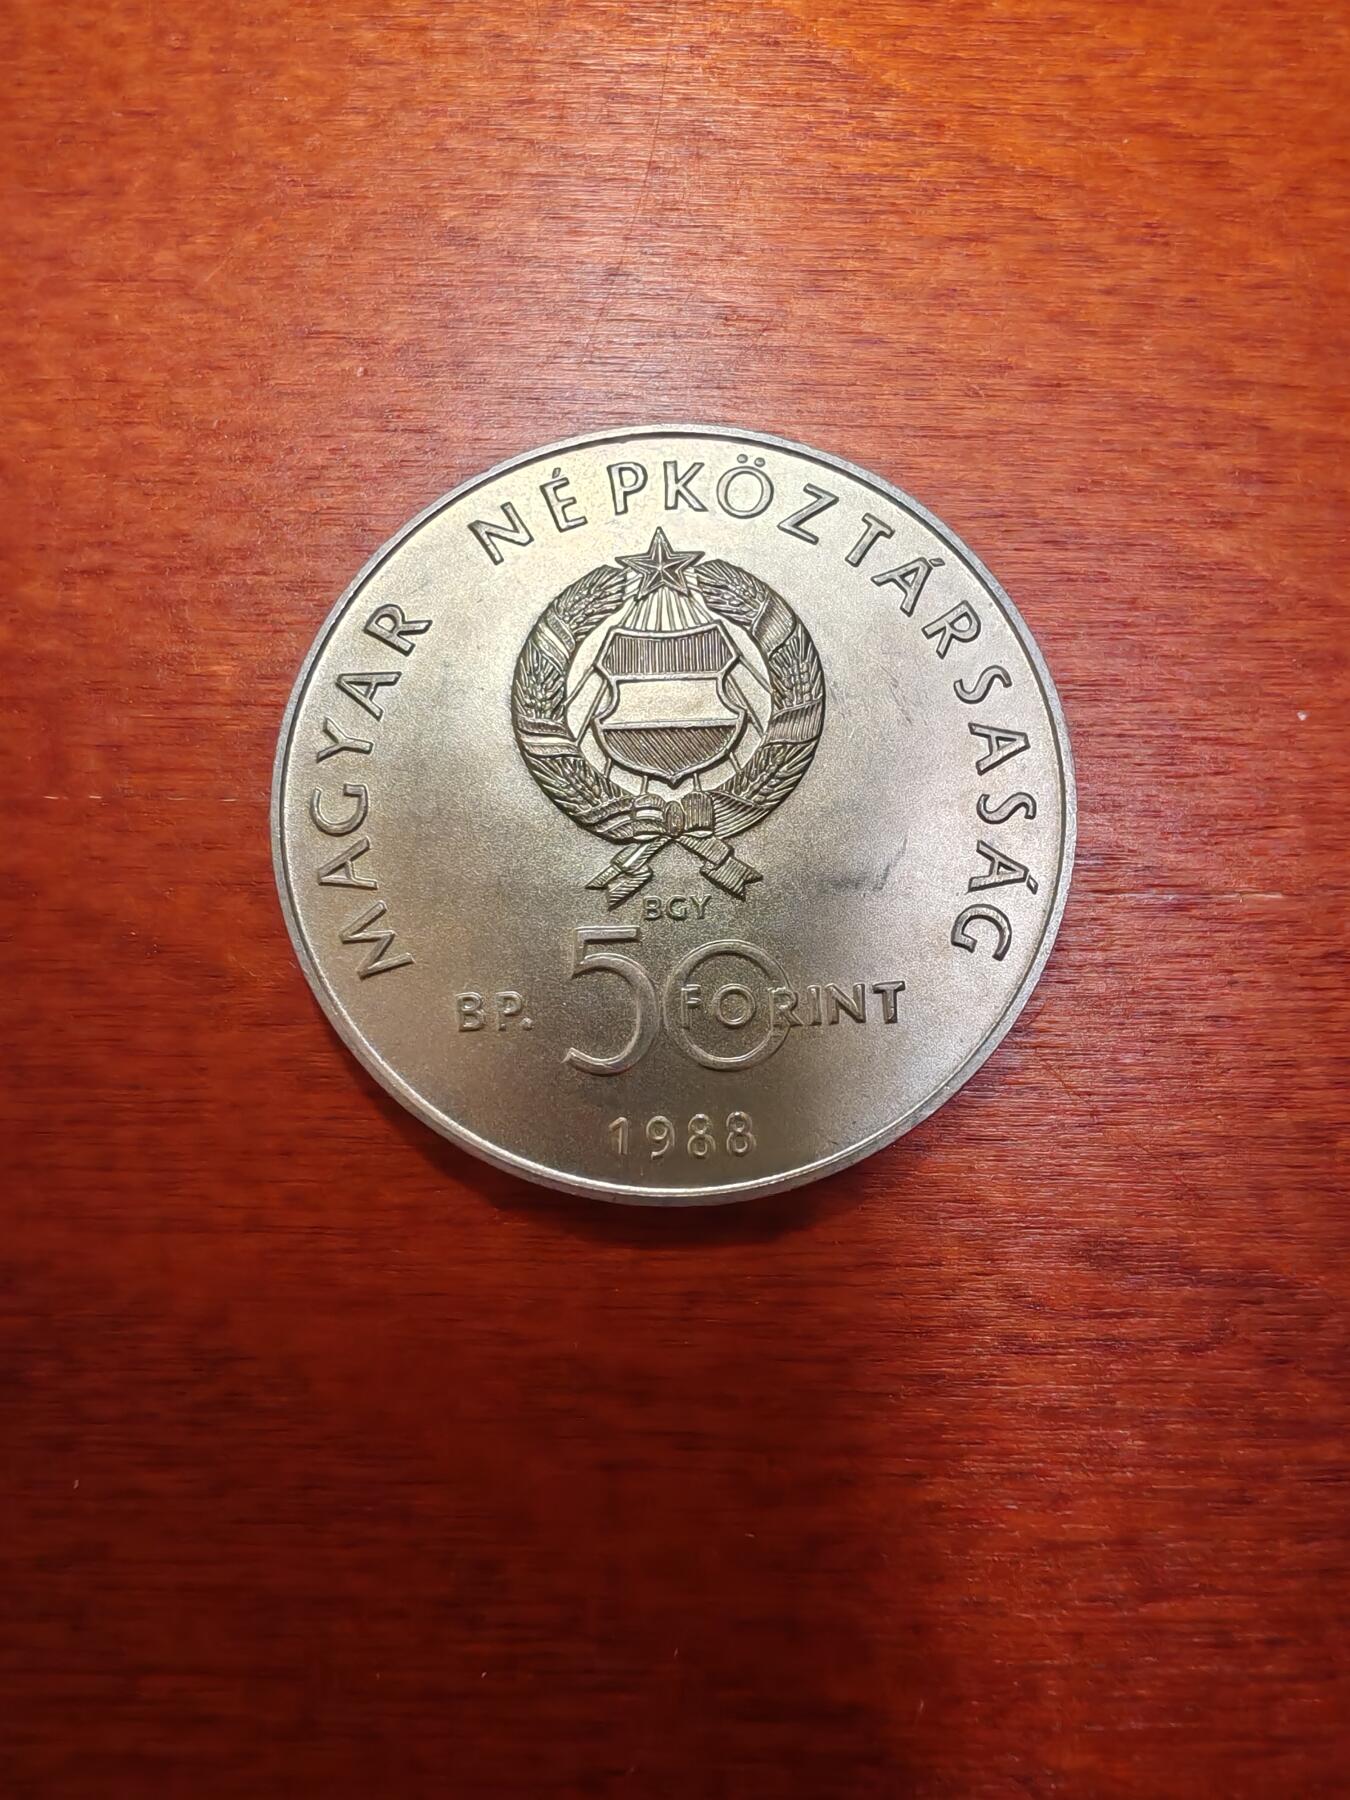 MAGYAR NÉPKÖZTÁRSASÁG
BGY
BP. 50 FORINT
1988